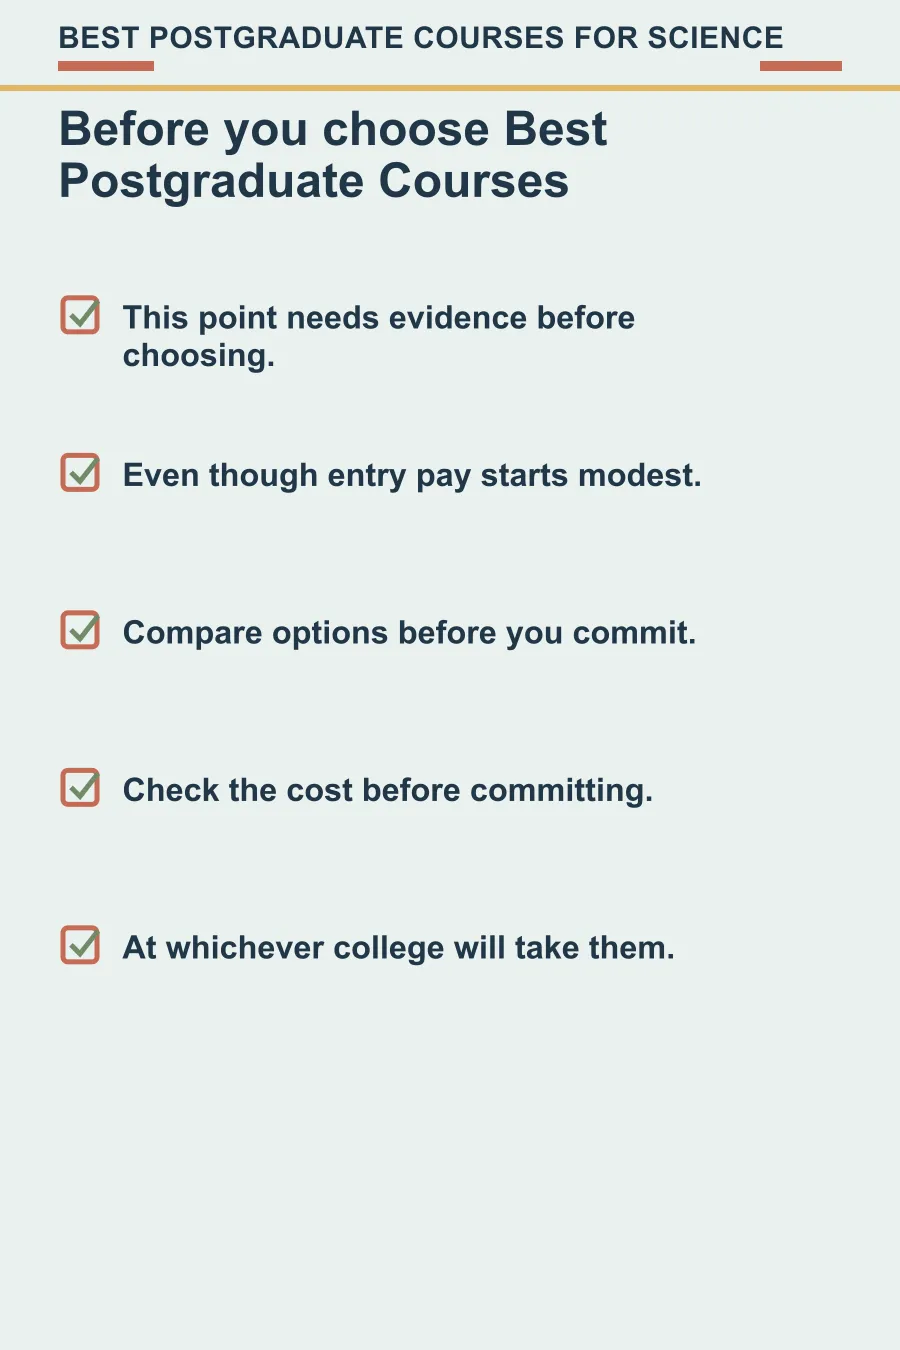 BEST POSTGRADUATE COURSES FOR SCIENCE
Before you choose Best
Postgraduate Courses
This point needs evidence before
choosing.
Even though entry pay starts modest.
Compare options before you commit.
Check the cost before committing.
At whichever college will take them.